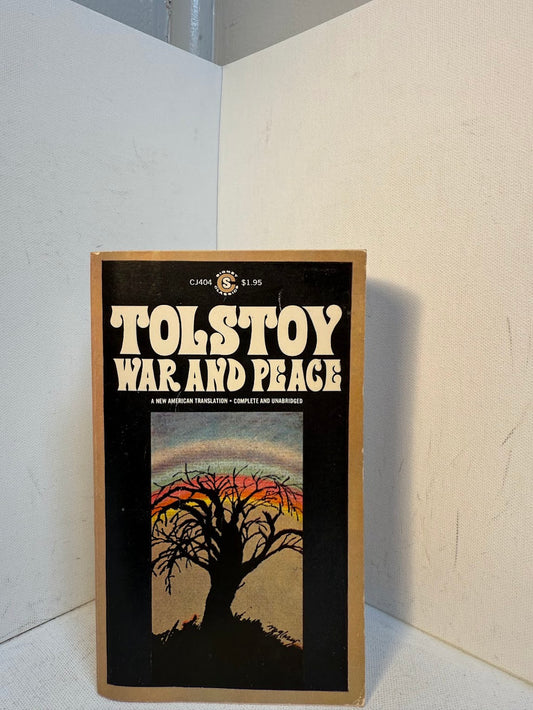 CJ404 SIGNET CLASSICS S $1.95
TOLSTOY
WAR AND PEACE
A NEW AMERICAN TRANSLATION • COMPLETE AND UNABRIDGED